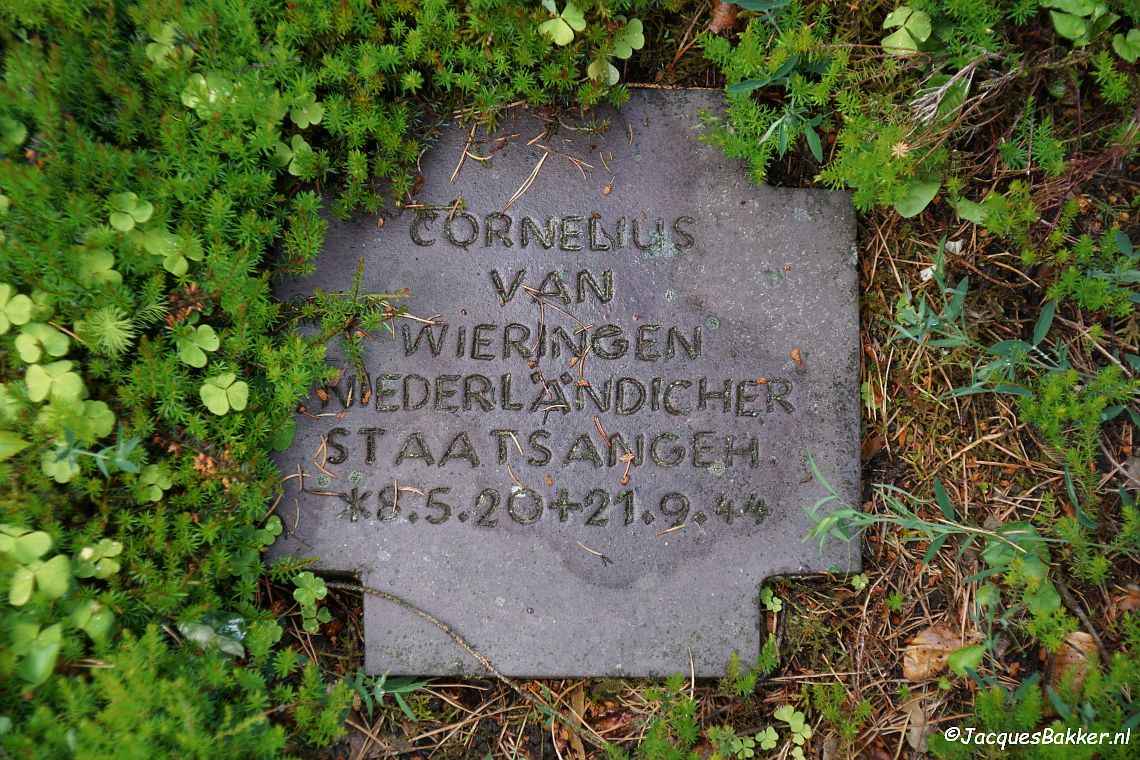 CORNELIUS
VAN
WIERINGEN
NIEDERLÄNDICHER
STAATSANGEH.
*8.5.20+21.9.44
©JacquesBakker.nl